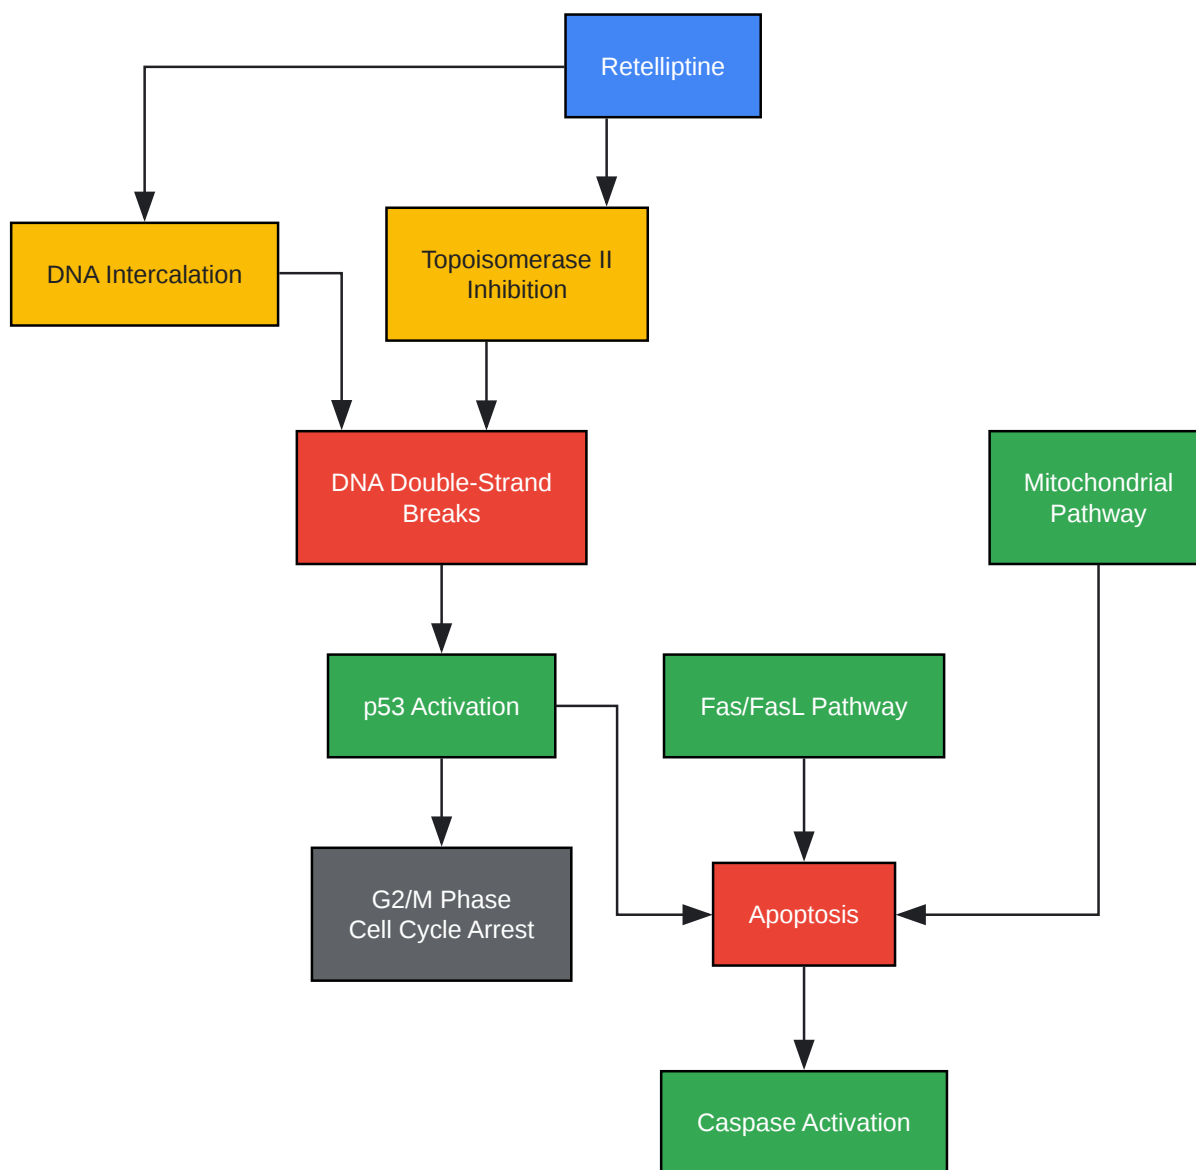 Retelliptine
DNA Intercalation
Topoisomerase II
Inhibition
DNA Double-Strand
Breaks
Mitochondrial
Pathway
p53 Activation
Fas/FasL Pathway
G2/M Phase
Cell Cycle Arrest
Apoptosis
Caspase Activation